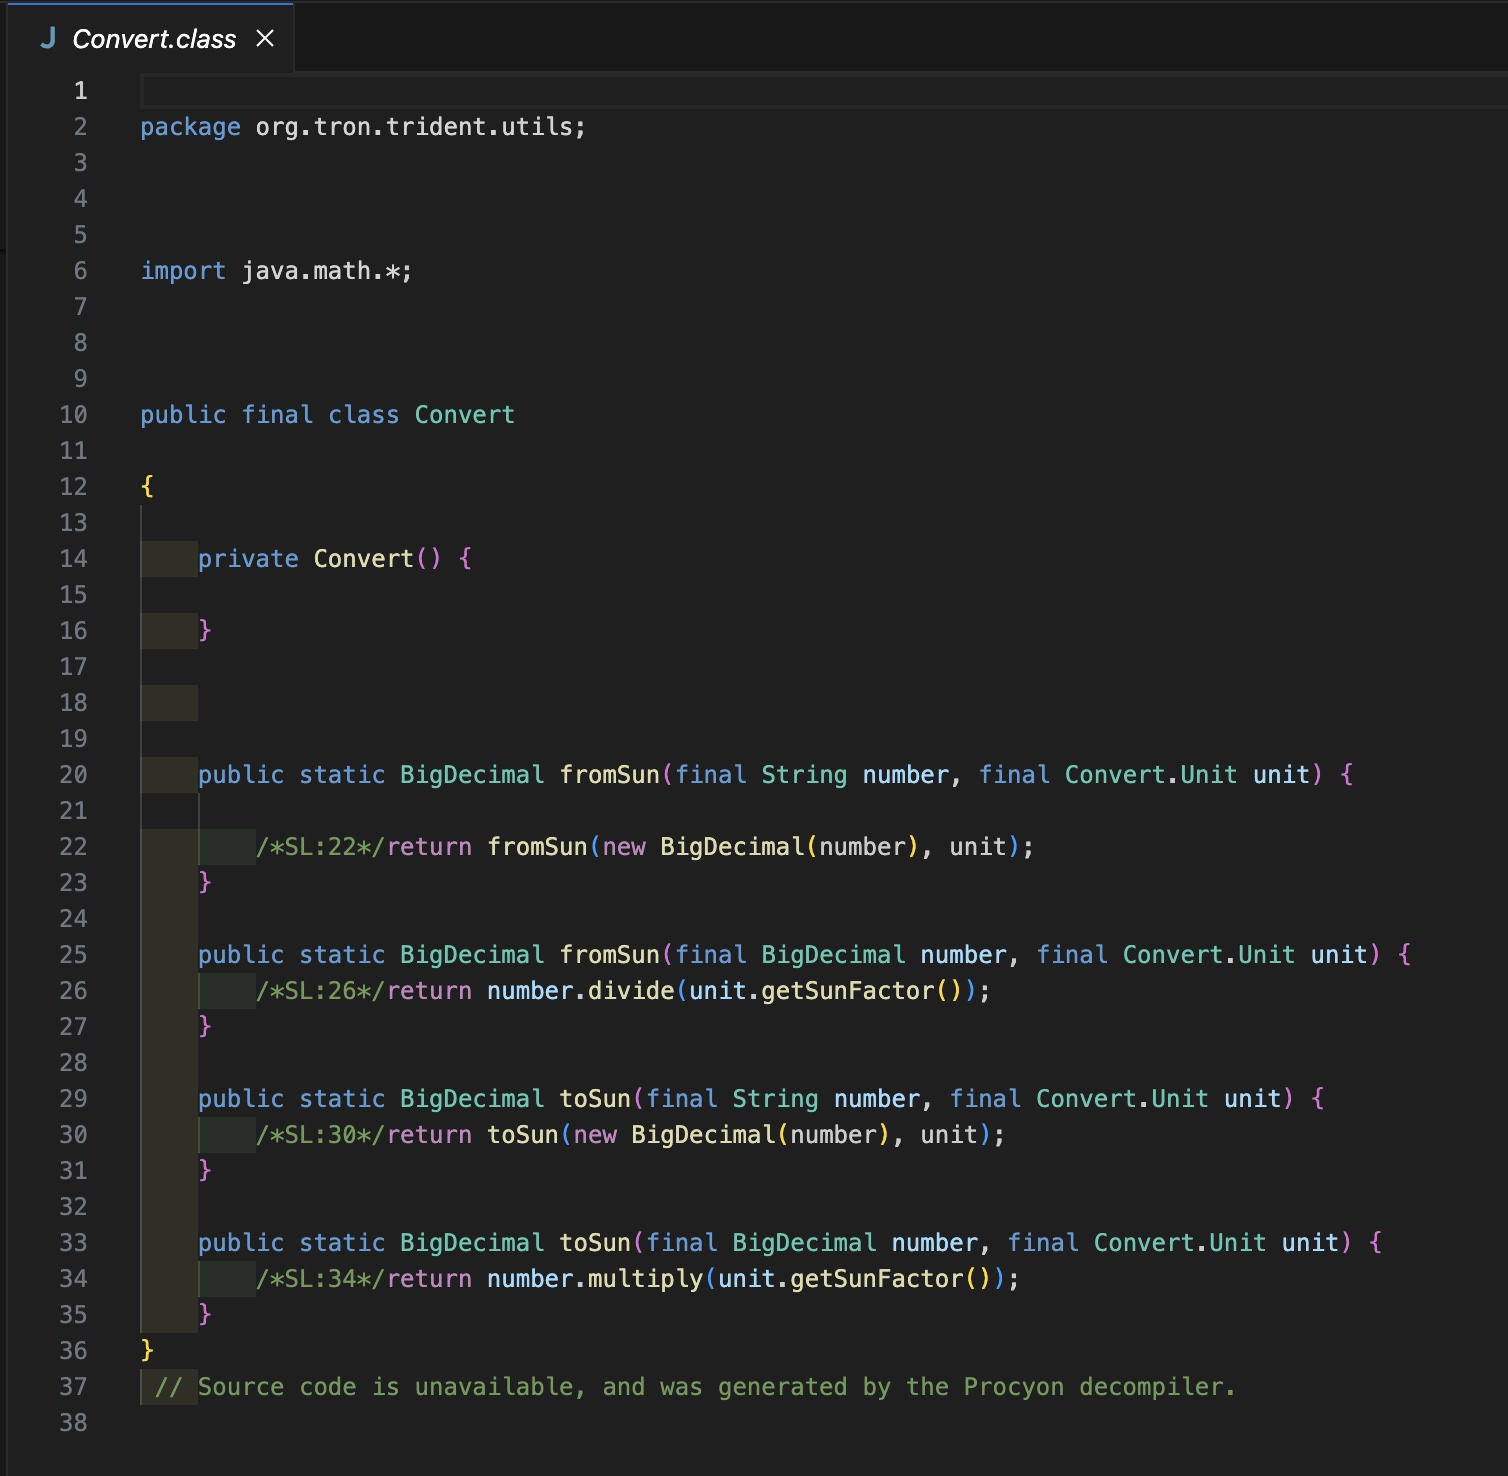 J Convert.class ×
1
2 package org.tron.trident.utils;
3
4
5
6 import java.math.*;
7
8
9
10 public final class Convert
11
12 {
13
14     private Convert() {
15
16     }
17
18
19
20     public static BigDecimal fromSun(final String number, final Convert.Unit unit) {
21
22         /*SL:22*/return fromSun(new BigDecimal(number), unit);
23     }
24
25     public static BigDecimal fromSun(final BigDecimal number, final Convert.Unit unit) {
26         /*SL:26*/return number.divide(unit.getSunFactor());
27     }
28
29     public static BigDecimal toSun(final String number, final Convert.Unit unit) {
30         /*SL:30*/return toSun(new BigDecimal(number), unit);
31     }
32
33     public static BigDecimal toSun(final BigDecimal number, final Convert.Unit unit) {
34         /*SL:34*/return number.multiply(unit.getSunFactor());
35     }
36 }
37  // Source code is unavailable, and was generated by the Procyon decompiler.
38